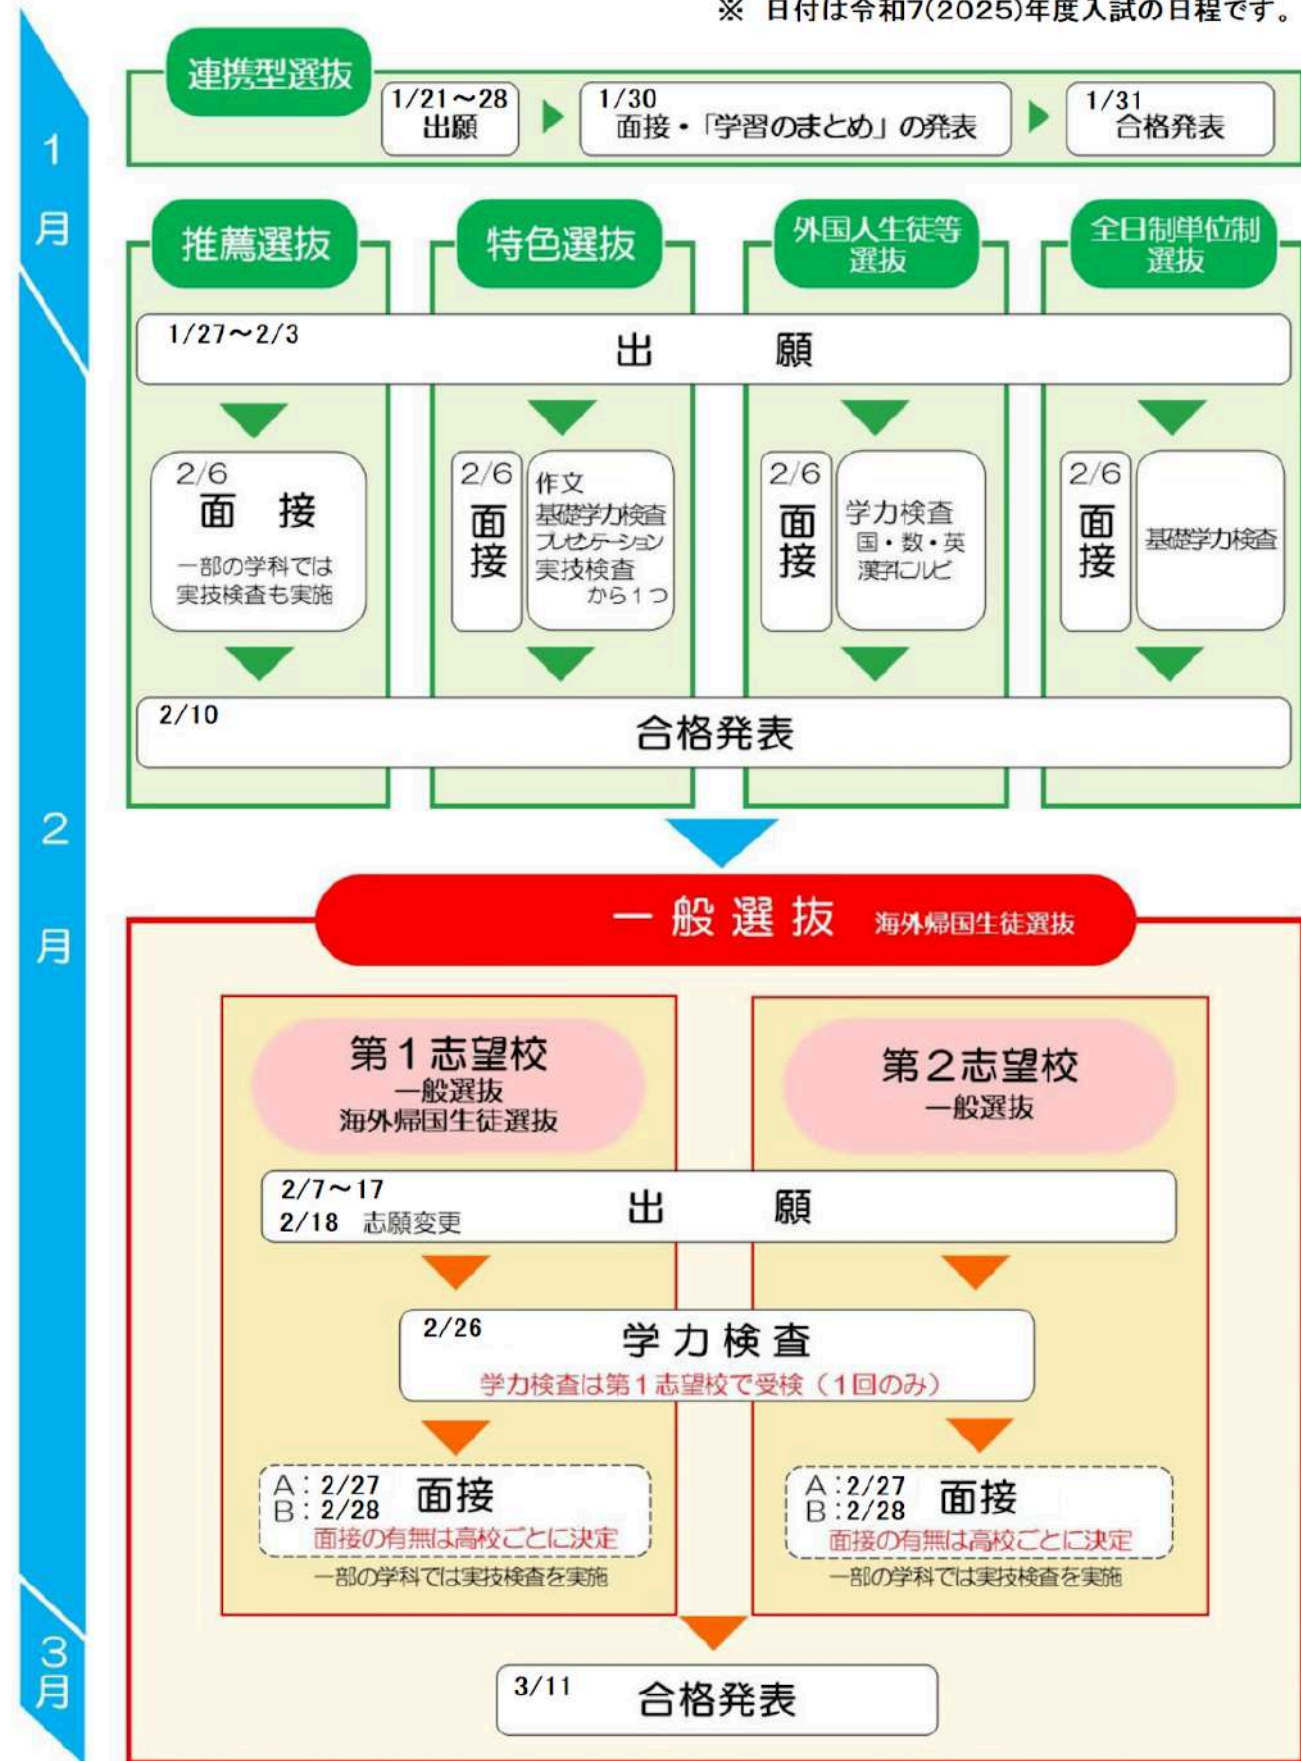 ※ 日付は令和7(2025)年度入試の日程です。
1月
連携型選抜
1/21～28
出願
1/30
面接・「学習のまとめ」の発表
1/31
合格発表
推薦選抜
特色選抜
外国人生徒等
選抜
全日制単位制
選抜
1/27～2/3
出 願
2/6
面 接
一部の学科では
実技検査も実施
2/6
面接
作文
基礎学力検査
プレゼンテーション
実技検査
から1つ
2/6
面接
学力検査
国・数・英
漢字にルビ
2/6
面接
基礎学力検査
2/10
合格発表
2月
一般選抜 海外帰国生徒選抜
第1志望校
一般選抜
海外帰国生徒選抜
第2志望校
一般選抜
2/7～17
2/18 志願変更
出 願
2/26
学力検査
学力検査は第1志望校で受検（1回のみ）
A：2/27
B：2/28
面接
面接の有無は高校ごとに決定
一部の学科では実技検査を実施
A：2/27
B：2/28
面接
面接の有無は高校ごとに決定
一部の学科では実技検査を実施
3月
3/11
合格発表